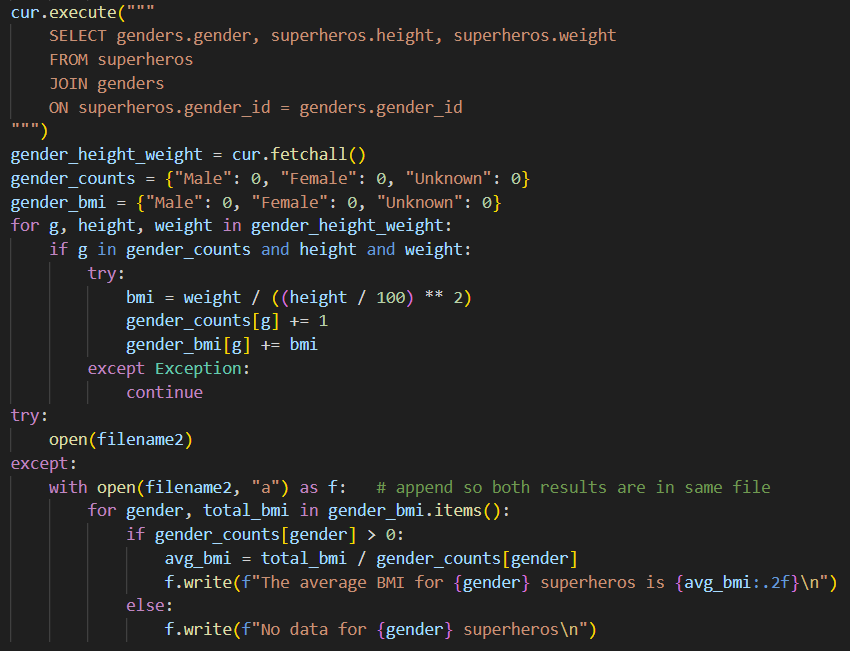 cur.execute("""
    SELECT genders.gender, superheros.height, superheros.weight
    FROM superheros
    JOIN genders
    ON superheros.gender_id = genders.gender_id
""")
gender_height_weight = cur.fetchall()
gender_counts = {"Male": 0, "Female": 0, "Unknown": 0}
gender_bmi = {"Male": 0, "Female": 0, "Unknown": 0}
for g, height, weight in gender_height_weight:
    if g in gender_counts and height and weight:
        try:
            bmi = weight / ((height / 100) ** 2)
            gender_counts[g] += 1
            gender_bmi[g] += bmi
        except Exception:
            continue
try:
    open(filename2)
except:
    with open(filename2, "a") as f:   # append so both results are in same file
        for gender, total_bmi in gender_bmi.items():
            if gender_counts[gender] > 0:
                avg_bmi = total_bmi / gender_counts[gender]
                f.write(f"The average BMI for {gender} superheros is {avg_bmi:.2f}\n")
            else:
                f.write(f"No data for {gender} superheros\n")